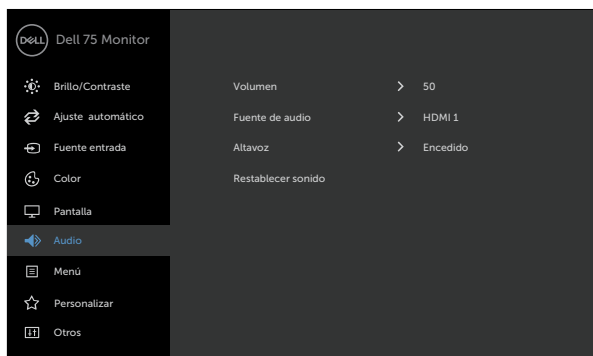 DELL Dell 75 Monitor
Brillo/Contraste
Ajuste automático
Fuente entrada
Color
Pantalla
Audio
Menú
Personalizar
Otros
Volumen > 50
Fuente de audio > HDMI 1
Altavoz > Encedido
Restablecer sonido